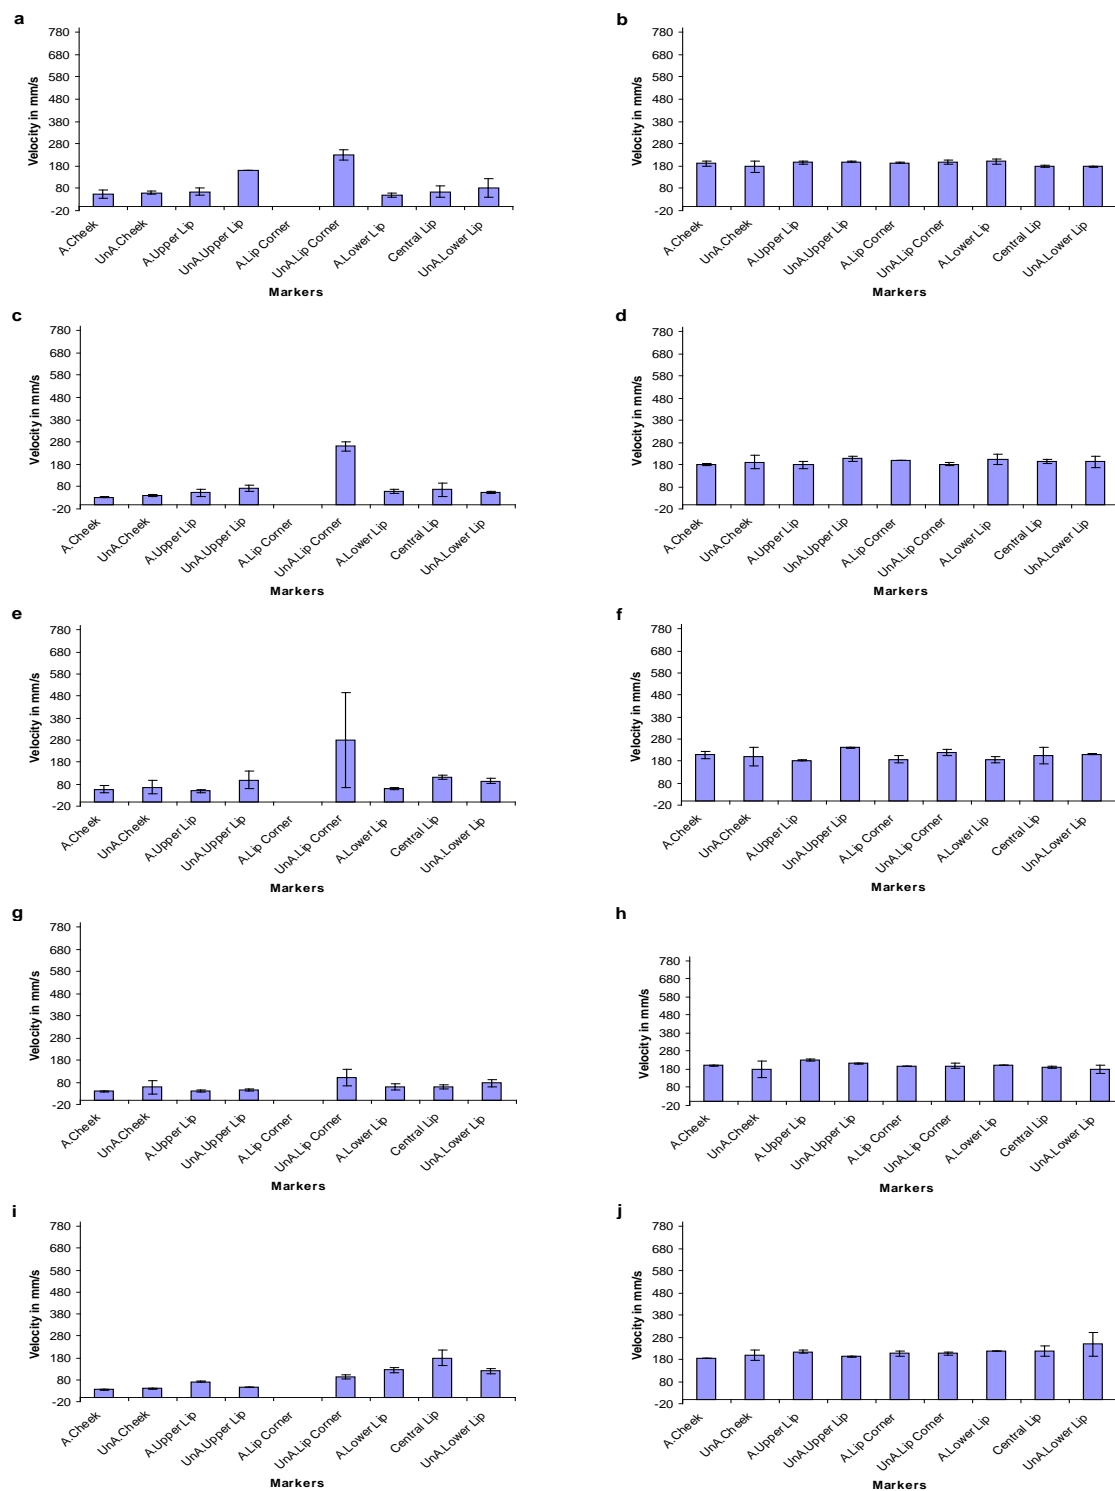 a
Velocity in mm/s
780
680
580
480
380
280
180
80
-20
A.Cheek
UnA.Cheek
A.Upper Lip
UnA.Upper Lip
A.Lip Corner
UnA.Lip Corner
A.Lower Lip
Central Lip
UnA.Lower Lip
Markers
b
Velocity in mm/s
780
680
580
480
380
280
180
80
-20
A.Cheek
UnA.Cheek
A.Upper Lip
UnA.Upper Lip
A.Lip Corner
UnA.Lip Corner
A.Lower Lip
Central Lip
UnA.Lower Lip
Markers
c
Velocity in mm/s
780
680
580
480
380
280
180
80
-20
A.Cheek
UnA.Cheek
A.Upper Lip
UnA.Upper Lip
A.Lip Corner
UnA.Lip Corner
A.Lower Lip
Central Lip
UnA.Lower Lip
Markers
d
Velocity in mm/s
780
680
580
480
380
280
180
80
-20
A.Cheek
UnA.Cheek
A.Upper Lip
UnA.Upper Lip
A.Lip Corner
UnA.Lip Corner
A.Lower Lip
Central Lip
UnA.Lower Lip
Markers
e
Velocity in mm/s
780
680
580
480
380
280
180
80
-20
A.Cheek
UnA.Cheek
A.Upper Lip
UnA.Upper Lip
A.Lip Corner
UnA.Lip Corner
A.Lower Lip
Central Lip
UnA.Lower Lip
Markers
f
Velocity in mm/s
780
680
580
480
380
280
180
80
-20
A.Cheek
UnA.Cheek
A.Upper Lip
UnA.Upper Lip
A.Lip Corner
UnA.Lip Corner
A.Lower Lip
Central Lip
UnA.Lower Lip
Markers
g
Velocity in mm/s
780
680
580
480
380
280
180
80
-20
A.Cheek
UnA.Cheek
A.Upper Lip
UnA.Upper Lip
A.Lip Corner
UnA.Lip Corner
A.Lower Lip
Central Lip
UnA.Lower Lip
Markers
h
Velocity in mm/s
780
680
580
480
380
280
180
80
-20
A.Cheek
UnA.Cheek
A.Upper Lip
UnA.Upper Lip
A.Lip Corner
UnA.Lip Corner
A.Lower Lip
Central Lip
UnA.Lower Lip
Markers
i
Velocity in mm/s
780
680
580
480
380
280
180
80
-20
A.Cheek
UnA.Cheek
A.Upper Lip
UnA.Upper Lip
A.Lip Corner
UnA.Lip Corner
A.Lower Lip
Central Lip
UnA.Lower Lip
Markers
j
Velocity in mm/s
780
680
580
480
380
280
180
80
-20
A.Cheek
UnA.Cheek
A.Upper Lip
UnA.Upper Lip
A.Lip Corner
UnA.Lip Corner
A.Lower Lip
Central Lip
UnA.Lower Lip
Markers